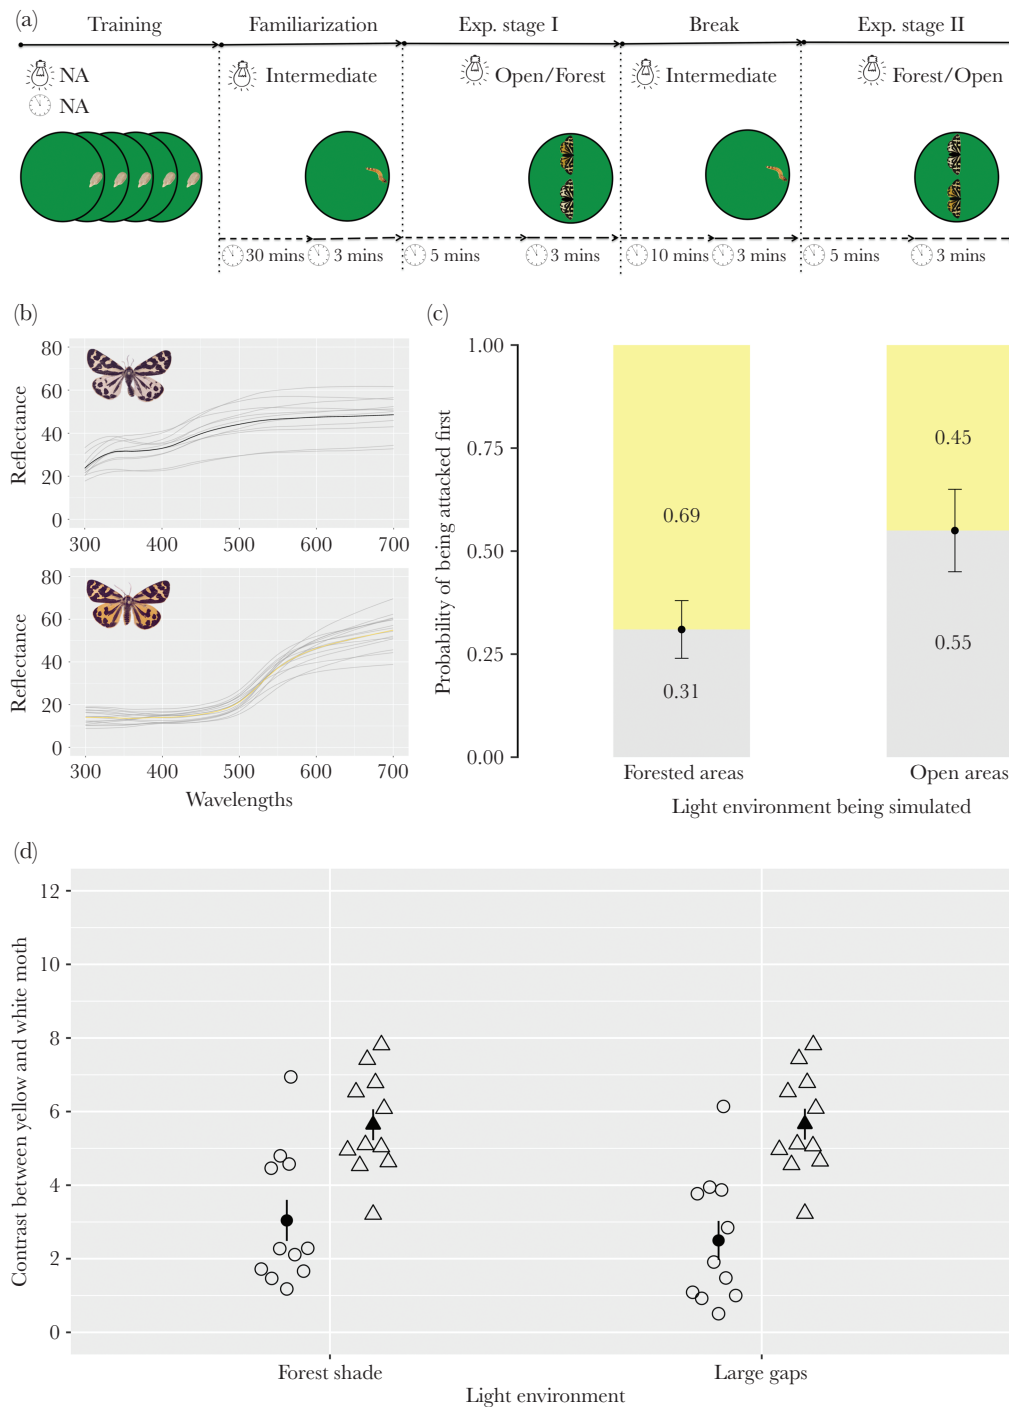 (a)
Training Familiarization Exp. stage I Break Exp. stage II
NA Intermediate Open/Forest Intermediate Forest/Open
NA
30 mins 3 mins 5 mins 3 mins 10 mins 3 mins 5 mins 3 mins
(b)
80
60
40
20
0
Reflectance
300 400 500 600 700
80
60
40
20
0
Reflectance
300 400 500 600 700
Wavelengths
(c)
1.00
0.75
0.50
0.25
0.00
Probability of being attacked first
0.69
0.31
0.45
0.55
Forested areas Open areas
Light environment being simulated
(d)
12
10
8
6
4
2
0
Contrast between yellow and white moth
Forest shade Large gaps
Light environment